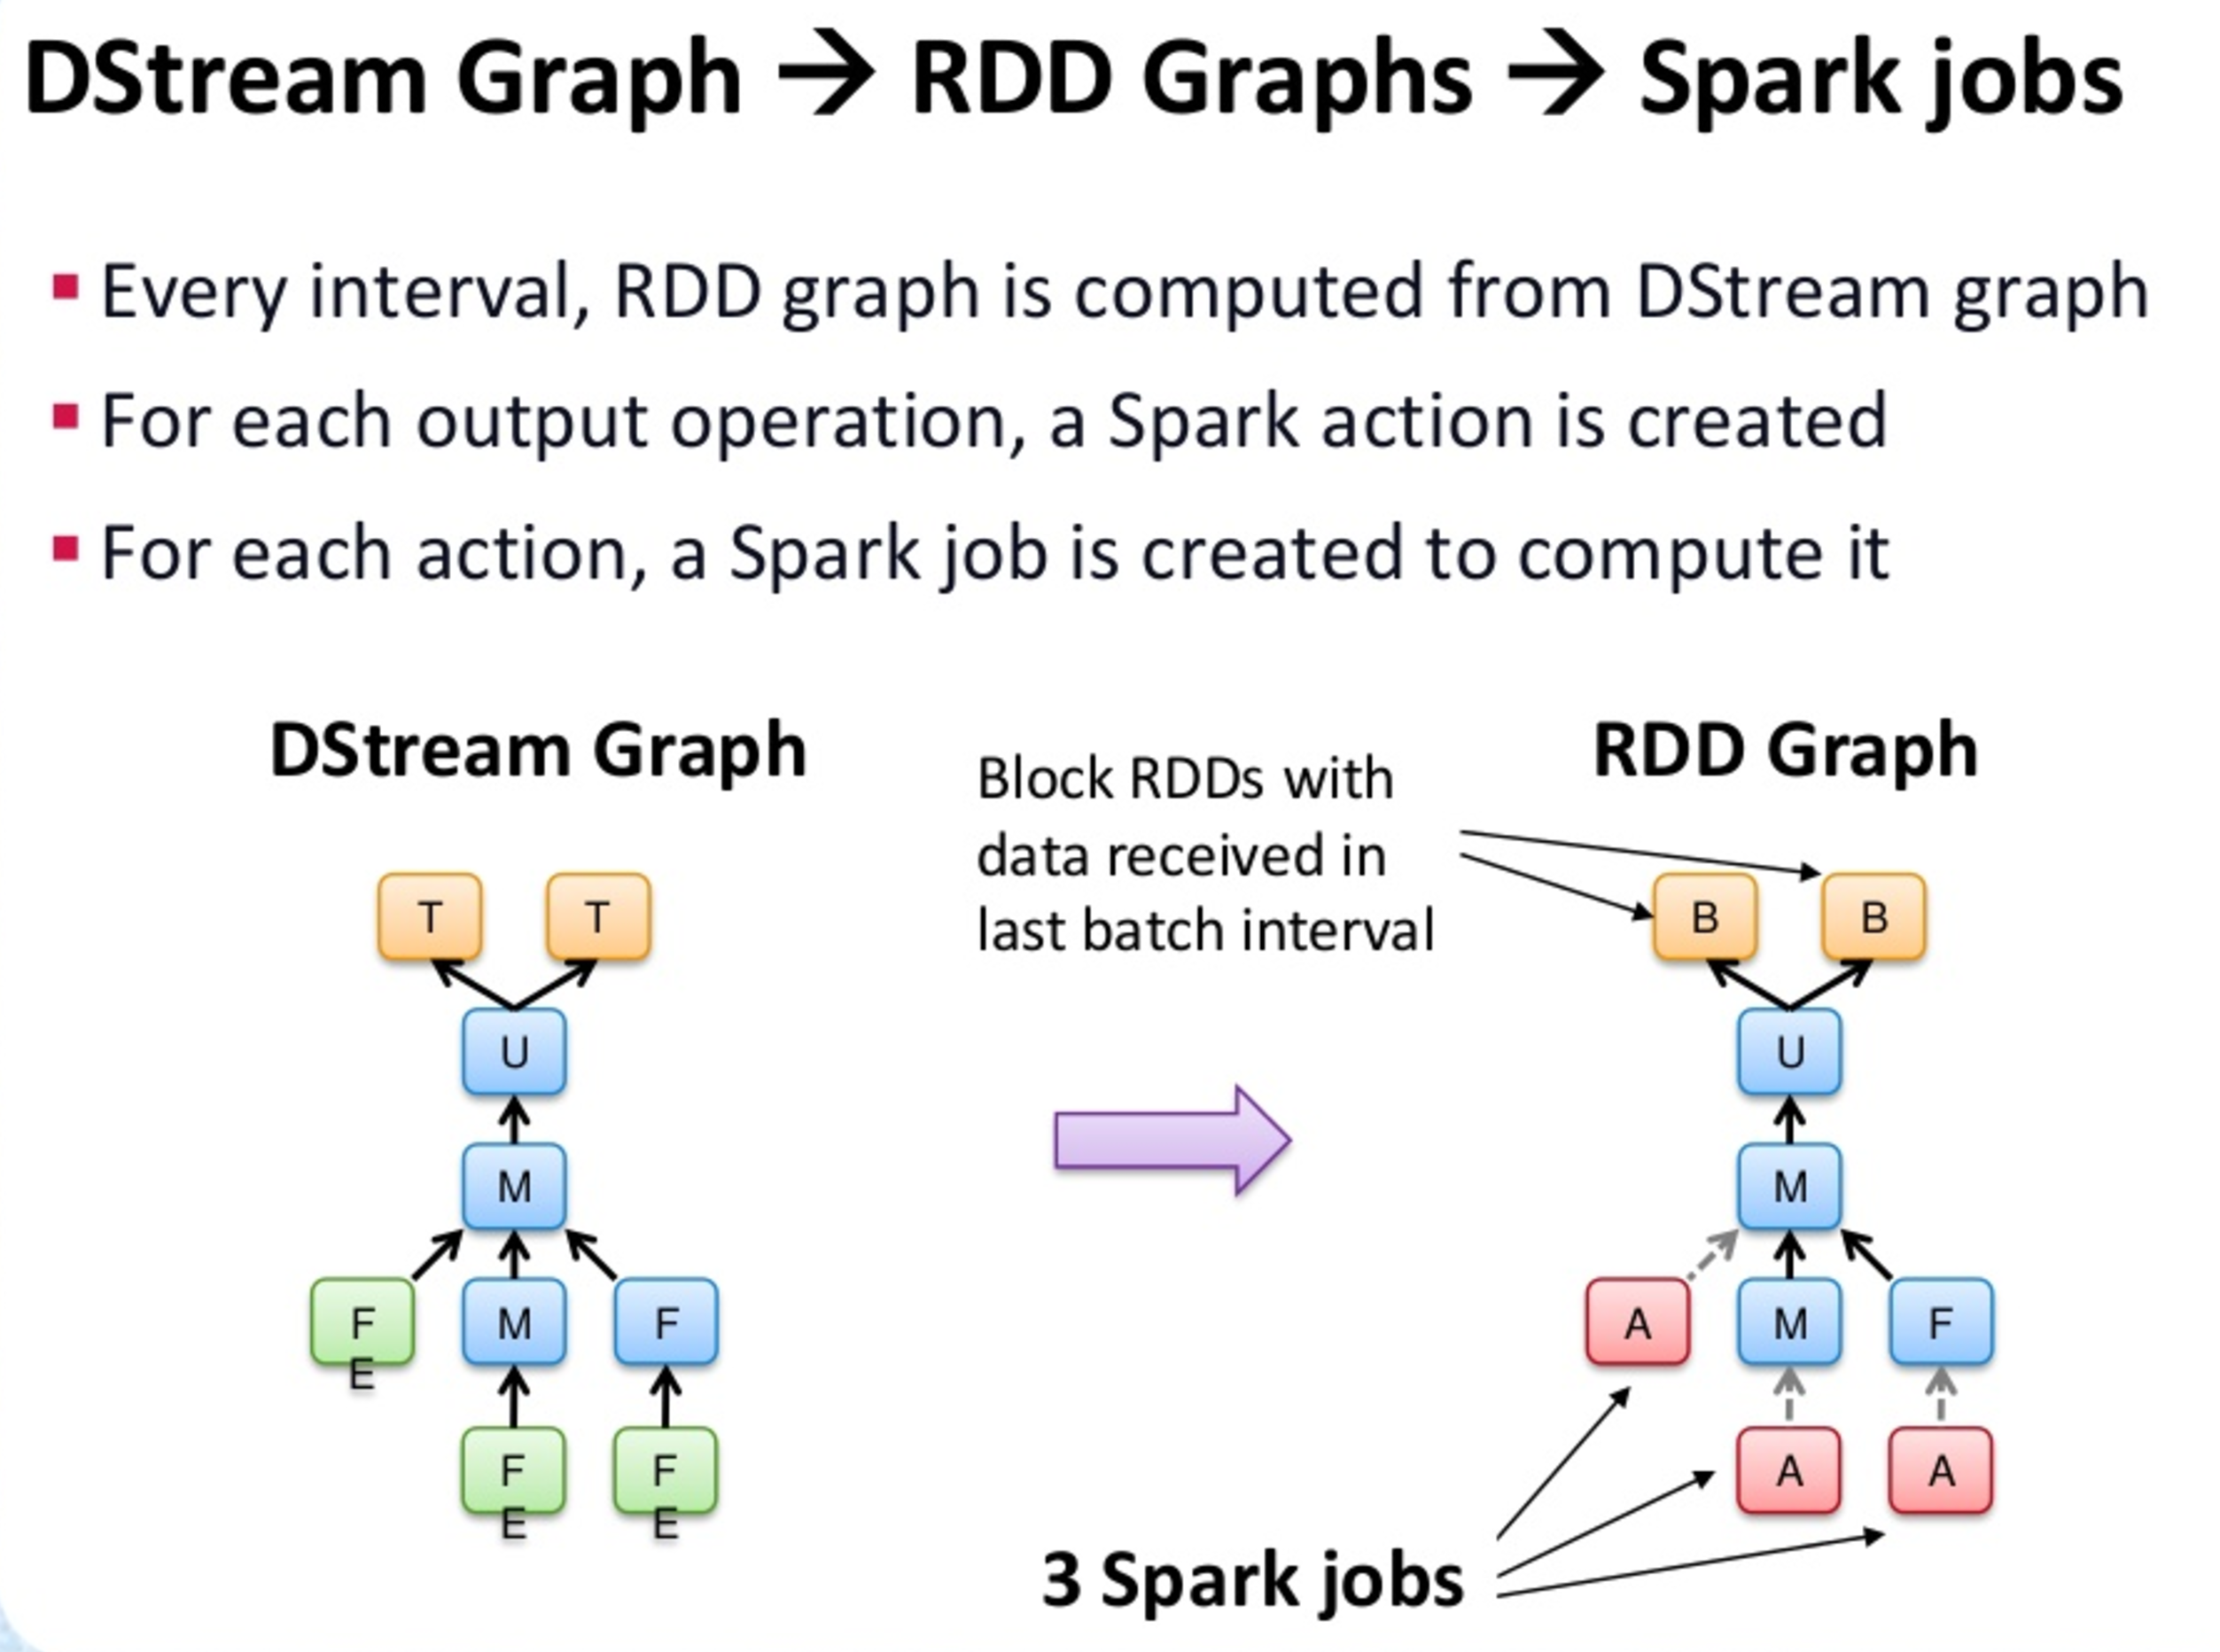 DStream Graph → RDD Graphs → Spark jobs
▪ Every interval, RDD graph is computed from DStream graph
▪ For each output operation, a Spark action is created
▪ For each action, a Spark job is created to compute it
DStream Graph
T T
U
M
F
E
M F
F
E
F
E
Block RDDs with
data received in
last batch interval
RDD Graph
B B
U
M
A M F
A A
3 Spark jobs